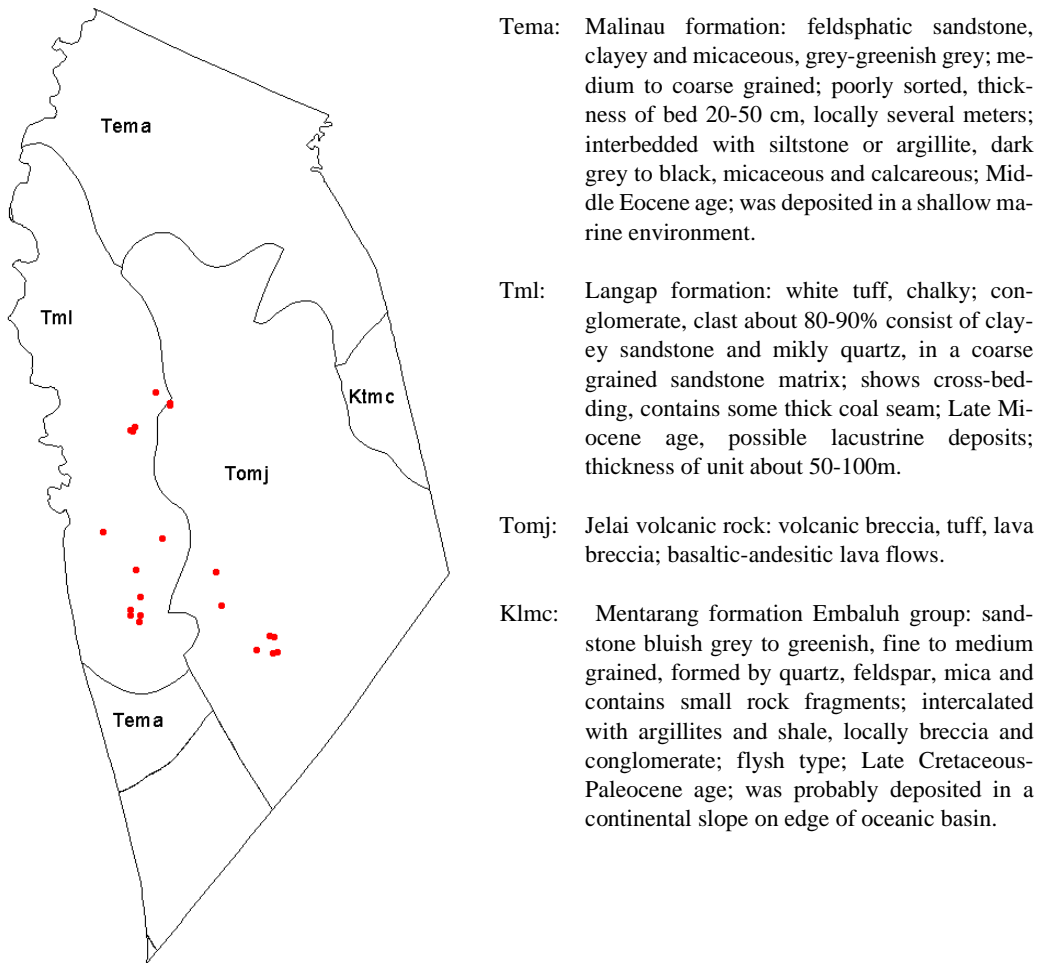 Tema
Tml
Ktmc
Tomj
Tema
Tema: Malinau formation: feldsphatic sandstone,
clayey and micaceous, grey-greenish grey; me-
dium to coarse grained; poorly sorted, thick-
ness of bed 20-50 cm, locally several meters;
interbedded with siltstone or argillite, dark
grey to black, micaceous and calcareous; Mid-
dle Eocene age; was deposited in a shallow ma-
rine environment.
Tml: Langap formation: white tuff, chalky; con-
glomerate, clast about 80-90% consist of clay-
ey sandstone and mikly quartz, in a coarse
grained sandstone matrix; shows cross-bed-
ding, contains some thick coal seam; Late Mi-
ocene age, possible lacustrine deposits;
thickness of unit about 50-100m.
Tomj: Jelai volcanic rock: volcanic breccia, tuff, lava
breccia; basaltic-andesitic lava flows.
Klmc: Mentarang formation Embaluh group: sand-
stone bluish grey to greenish, fine to medium
grained, formed by quartz, feldspar, mica and
contains small rock fragments; intercalated
with argillites and shale, locally breccia and
conglomerate; flysh type; Late Cretaceous-
Paleocene age; was probably deposited in a
continental slope on edge of oceanic basin.